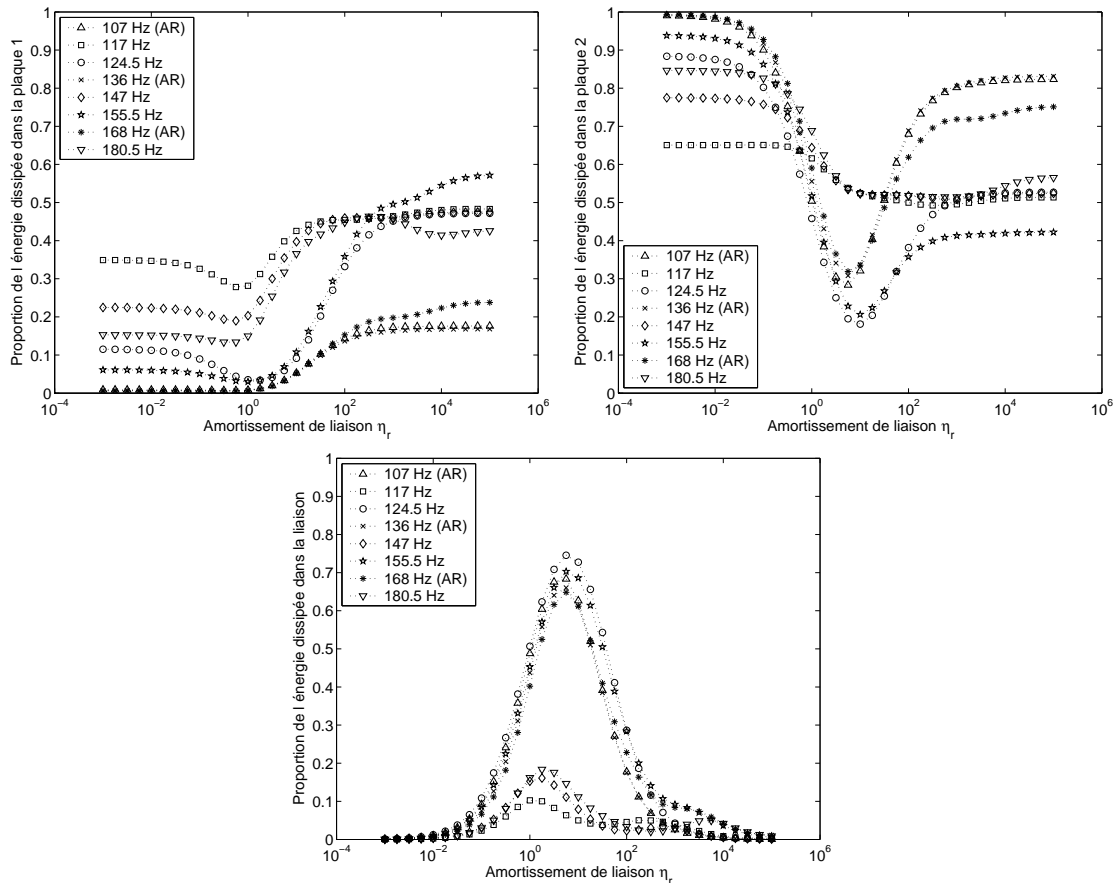 Proportion de l énergie dissipée dans la plaque 1
1
0.9
0.8
0.7
0.6
0.5
0.4
0.3
0.2
0.1
0
107 Hz (AR)
117 Hz
124.5 Hz
136 Hz (AR)
147 Hz
155.5 Hz
168 Hz (AR)
180.5 Hz
10^-4
10^-2
10^0
10^2
10^4
10^6
Amortissement de liaison η_r
Proportion de l énergie dissipée dans la plaque 2
1
0.9
0.8
0.7
0.6
0.5
0.4
0.3
0.2
0.1
0
107 Hz (AR)
117 Hz
124.5 Hz
136 Hz (AR)
147 Hz
155.5 Hz
168 Hz (AR)
180.5 Hz
10^-4
10^-2
10^0
10^2
10^4
10^6
Amortissement de liaison η_r
Proportion de l énergie dissipée dans la liaison
1
0.9
0.8
0.7
0.6
0.5
0.4
0.3
0.2
0.1
0
107 Hz (AR)
117 Hz
124.5 Hz
136 Hz (AR)
147 Hz
155.5 Hz
168 Hz (AR)
180.5 Hz
10^-4
10^-2
10^0
10^2
10^4
10^6
Amortissement de liaison η_r